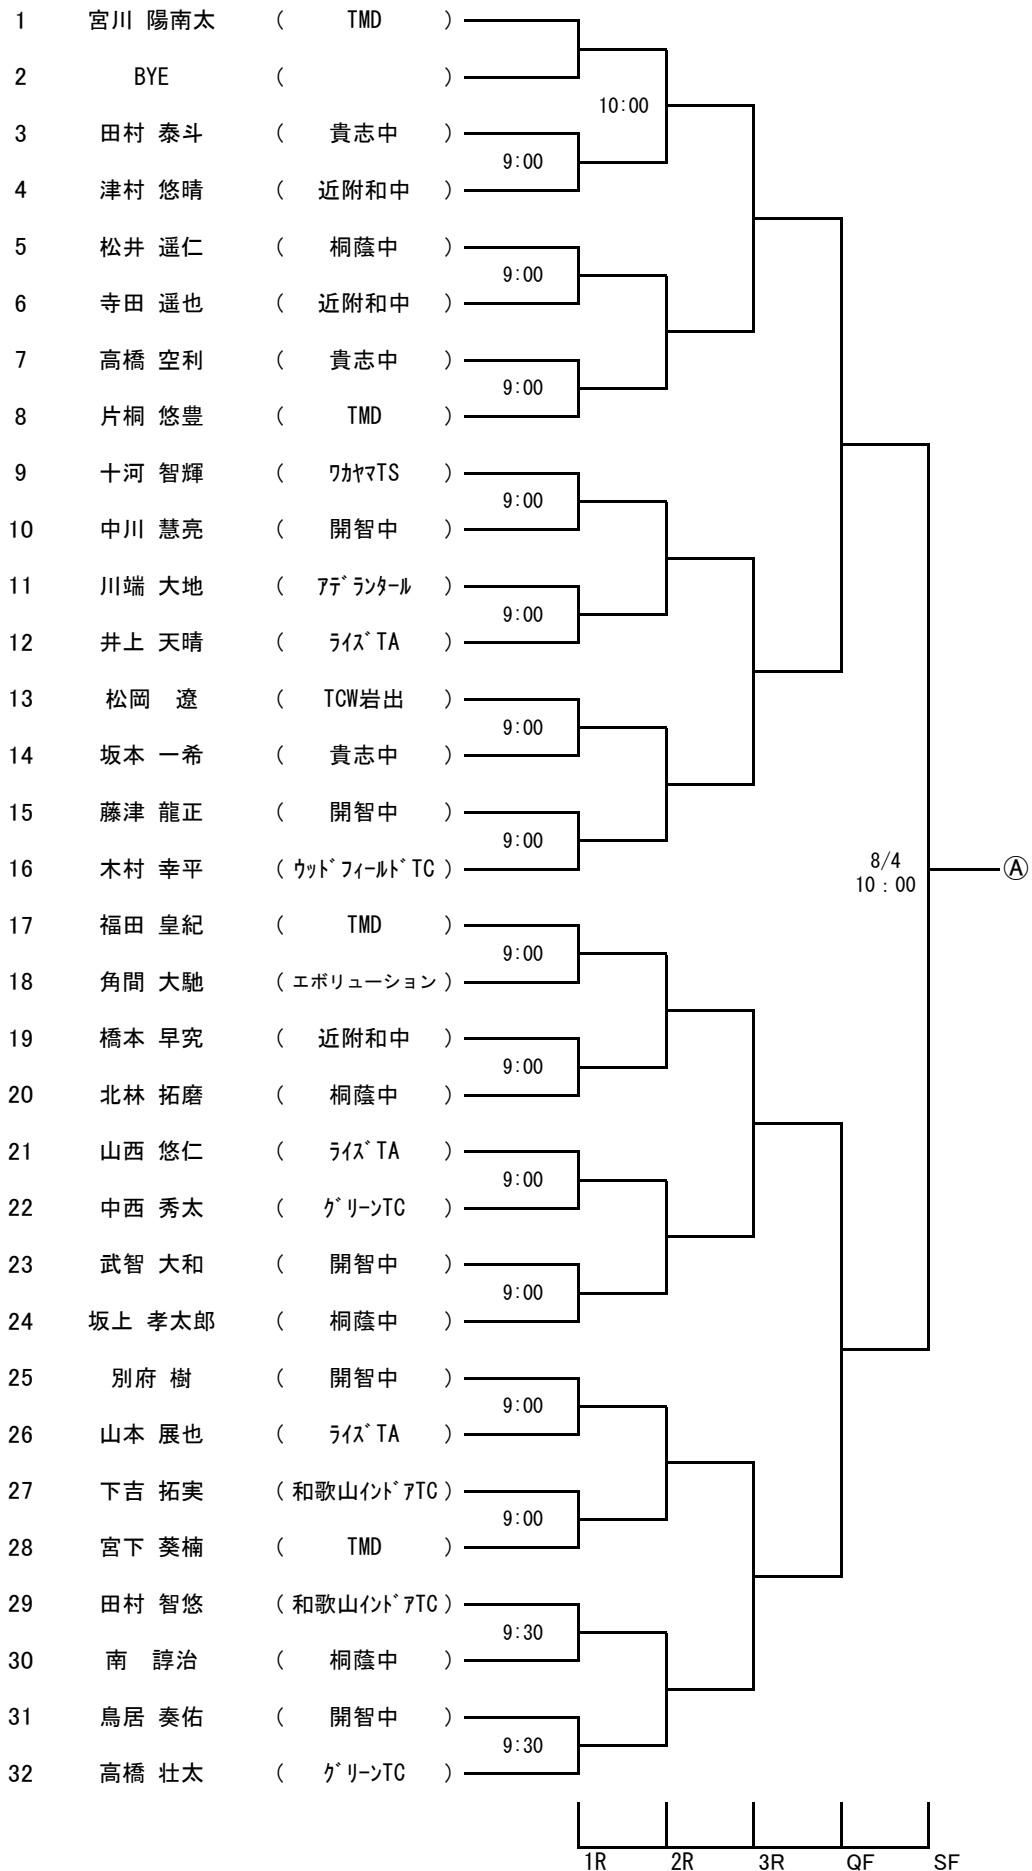 1 宮川 陽南太 ( TMD )
2 BYE ( )
10:00
3 田村 泰斗 ( 貴志中 )
9:00
4 津村 悠晴 ( 近附和中 )
5 松井 遥仁 ( 桐蔭中 )
9:00
6 寺田 遥也 ( 近附和中 )
7 高橋 空利 ( 貴志中 )
9:00
8 片桐 悠豊 ( TMD )
9 十河 智輝 ( ワカヤマTS )
9:00
10 中川 慧亮 ( 開智中 )
11 川端 大地 ( アデランタール )
9:00
12 井上 天晴 ( ライズTA )
13 松岡 遼 ( TCW岩出 )
9:00
14 坂本 一希 ( 貴志中 )
15 藤津 龍正 ( 開智中 )
9:00
16 木村 幸平 ( ウッドフィールドTC )
8/4
10:00
Ⓐ
17 福田 皇紀 ( TMD )
9:00
18 角間 大馳 ( エボリューション )
19 橋本 早究 ( 近附和中 )
9:00
20 北林 拓磨 ( 桐蔭中 )
21 山西 悠仁 ( ライズTA )
9:00
22 中西 秀太 ( グリーンTC )
23 武智 大和 ( 開智中 )
9:00
24 坂上 孝太郎 ( 桐蔭中 )
25 別府 樹 ( 開智中 )
9:00
26 山本 展也 ( ライズTA )
27 下吉 拓実 ( 和歌山インドアTC )
9:00
28 宮下 葵楠 ( TMD )
29 田村 智悠 ( 和歌山インドアTC )
9:30
30 南 諄治 ( 桐蔭中 )
31 鳥居 奏佑 ( 開智中 )
9:30
32 高橋 壮太 ( グリーンTC )
1R 2R 3R QF SF